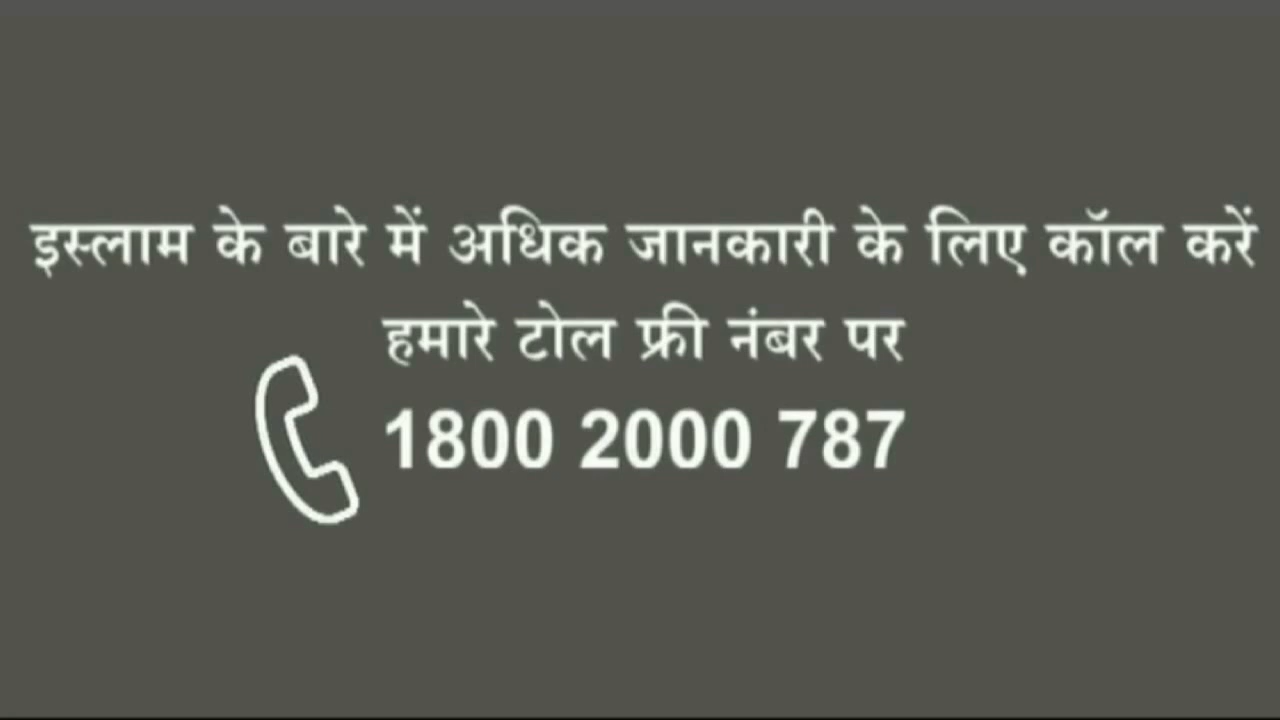 इस्लाम के बारे में अधिक जानकारी के लिए कॉल करें
हमारे टोल फ्री नंबर पर
1800 2000 787